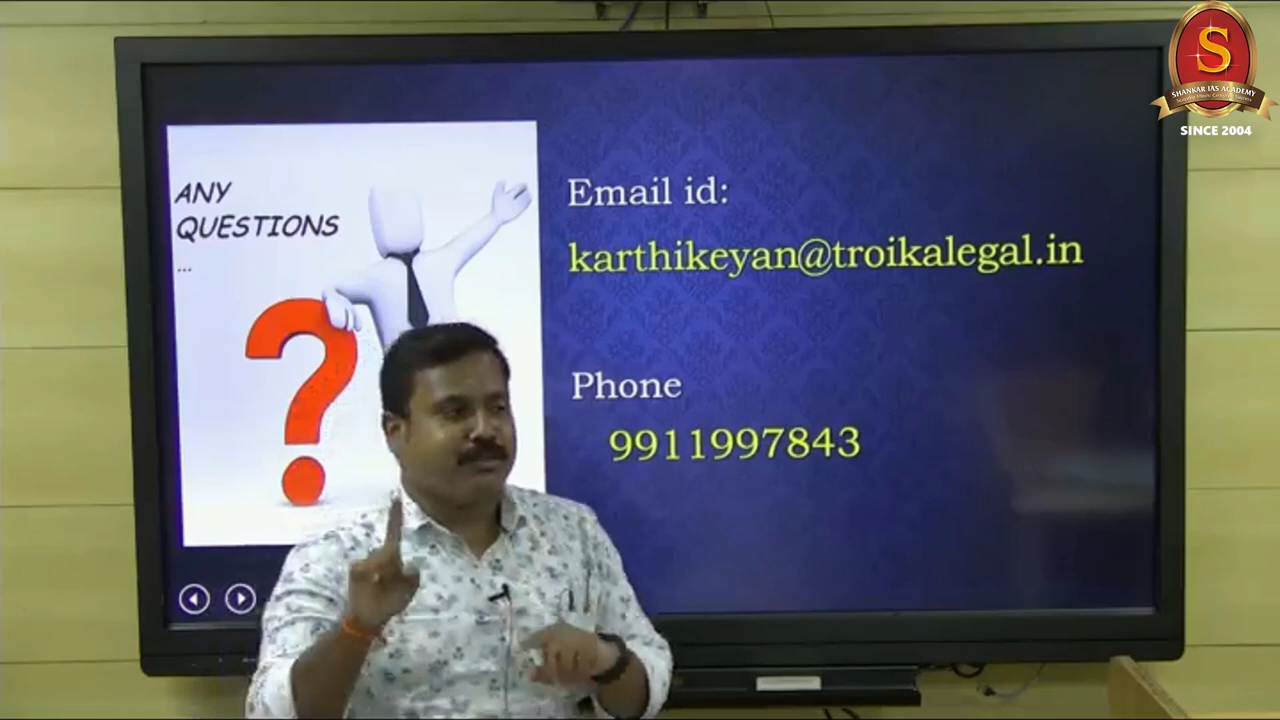 ANY
QUESTIONS
...
Email id:
karthikeyan@troikalegal.in
Phone
9911997843
S
SHANKAR IAS ACADEMY
SINCE 2004